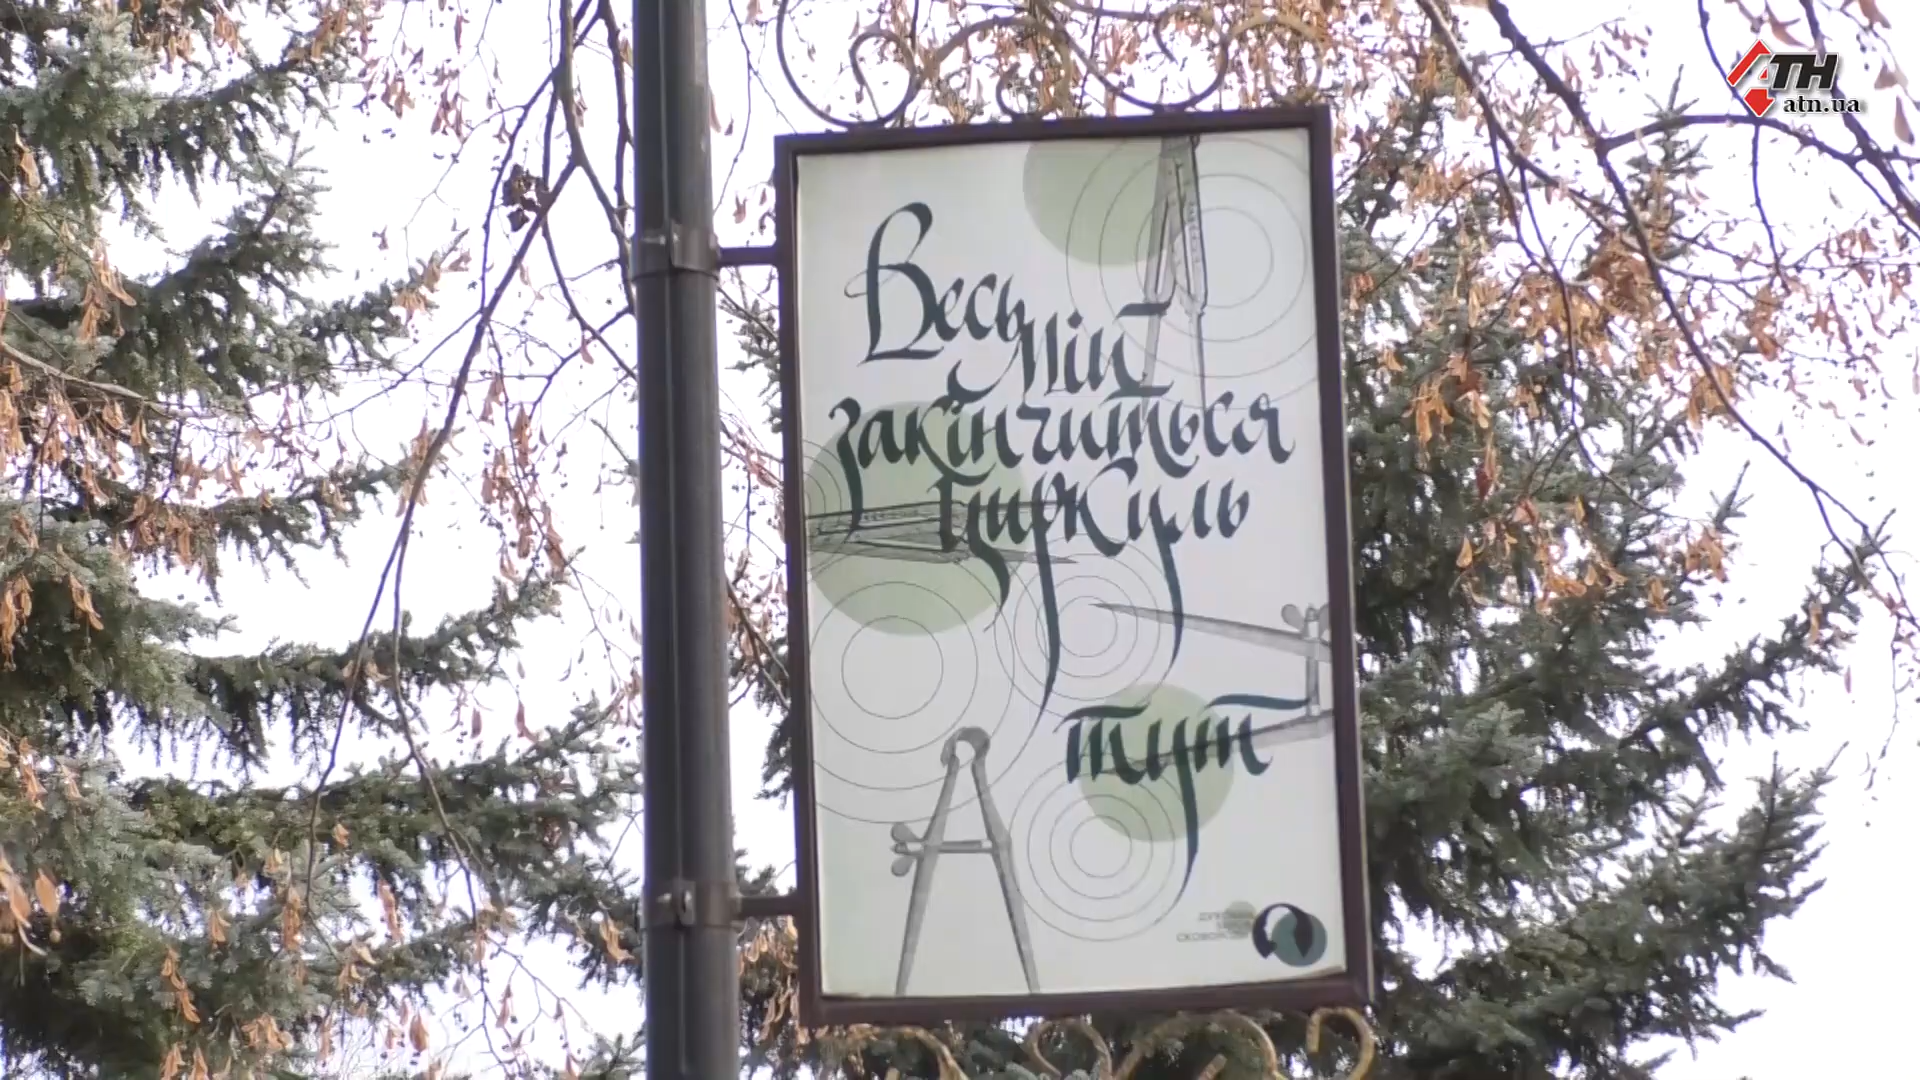 АТН
atn.ua
Весь
мій
закінчиться
циркуль
тут